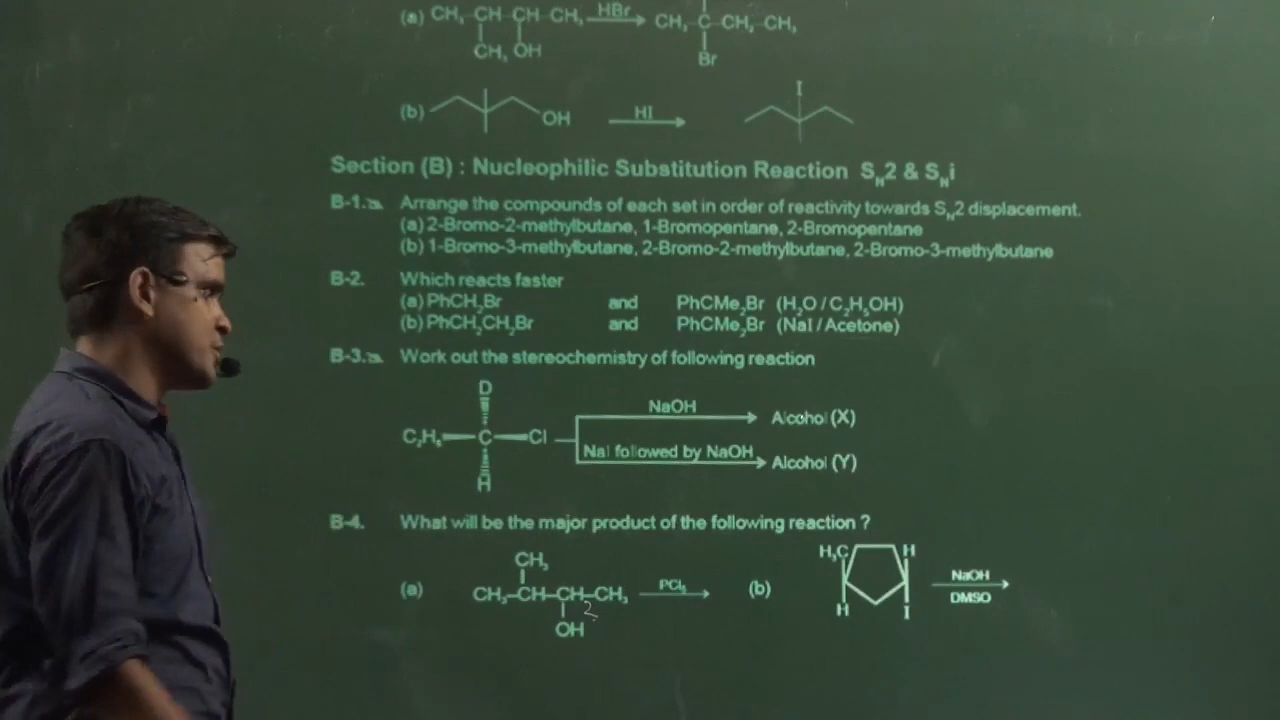 (a) CH₃ CH CH CH₃ HBr CH₃ C CH₂ CH₃
CH₃ OH Br
(b) OH HI I
Section (B) : Nucleophilic Substitution Reaction S_N2 & S_Ni
B-1. Arrange the compounds of each set in order of reactivity towards S_N2 displacement.
(a) 2-Bromo-2-methylbutane, 1-Bromopentane, 2-Bromopentane
(b) 1-Bromo-3-methylbutane, 2-Bromo-2-methylbutane, 2-Bromo-3-methylbutane
B-2. Which reacts faster
(a) PhCH₂Br and PhCMe₂Br (H₂O / C₂H₅OH)
(b) PhCH₂CH₂Br and PhCMe₂Br (NaI / Acetone)
B-3. Work out the stereochemistry of following reaction
D
NaOH Alcohol (X)
C₂H₅ C Cl
NaI followed by NaOH Alcohol (Y)
H
B-4. What will be the major product of the following reaction ?
CH₃ H₃C H
(a) CH₃–CH–CH–CH₃ PCl₅ (b) NaOH
DMSO
2 H I
OH